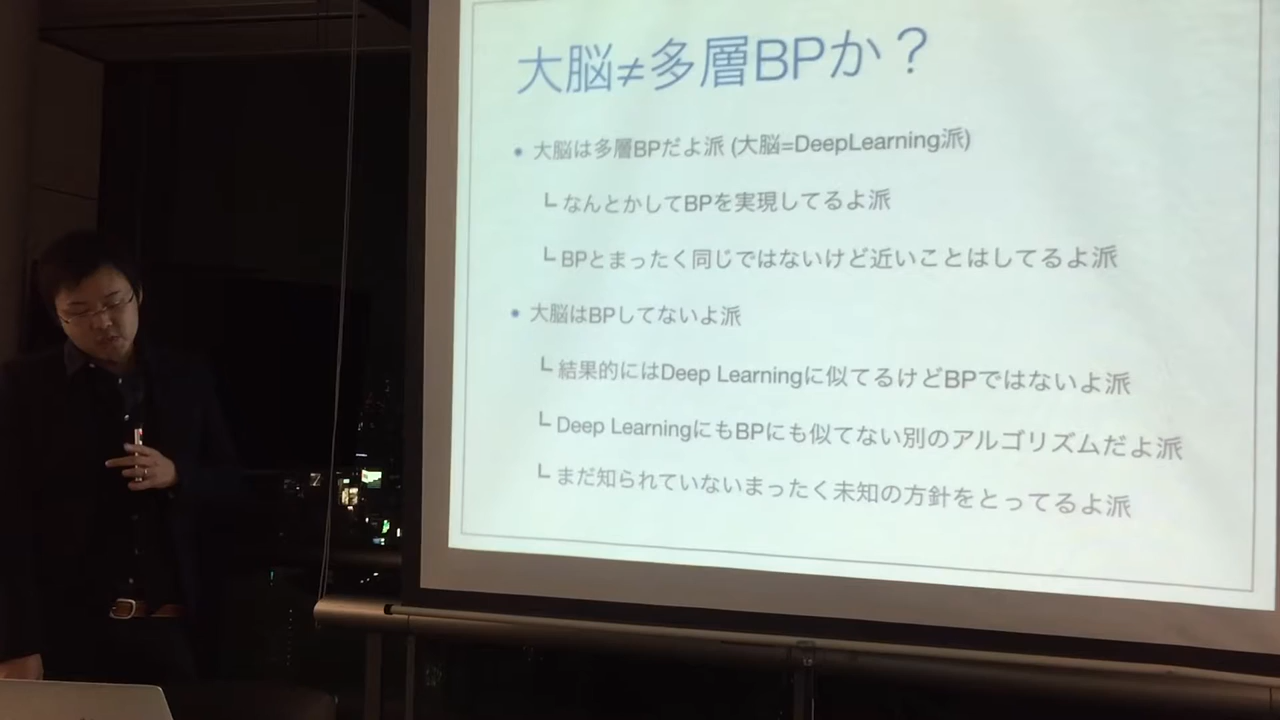 大脳≠多層BPか？
• 大脳は多層BPだよ派 (大脳=DeepLearning派)
┗ なんとかしてBPを実現してるよ派
┗ BPとまったく同じではないけど近いことはしてるよ派
• 大脳はBPしてないよ派
┗ 結果的にはDeep Learningに似てるけどBPではないよ派
┗ Deep LearningにもBPにも似てない別のアルゴリズムだよ派
┗ まだ知られていないまったく未知の方針をとってるよ派